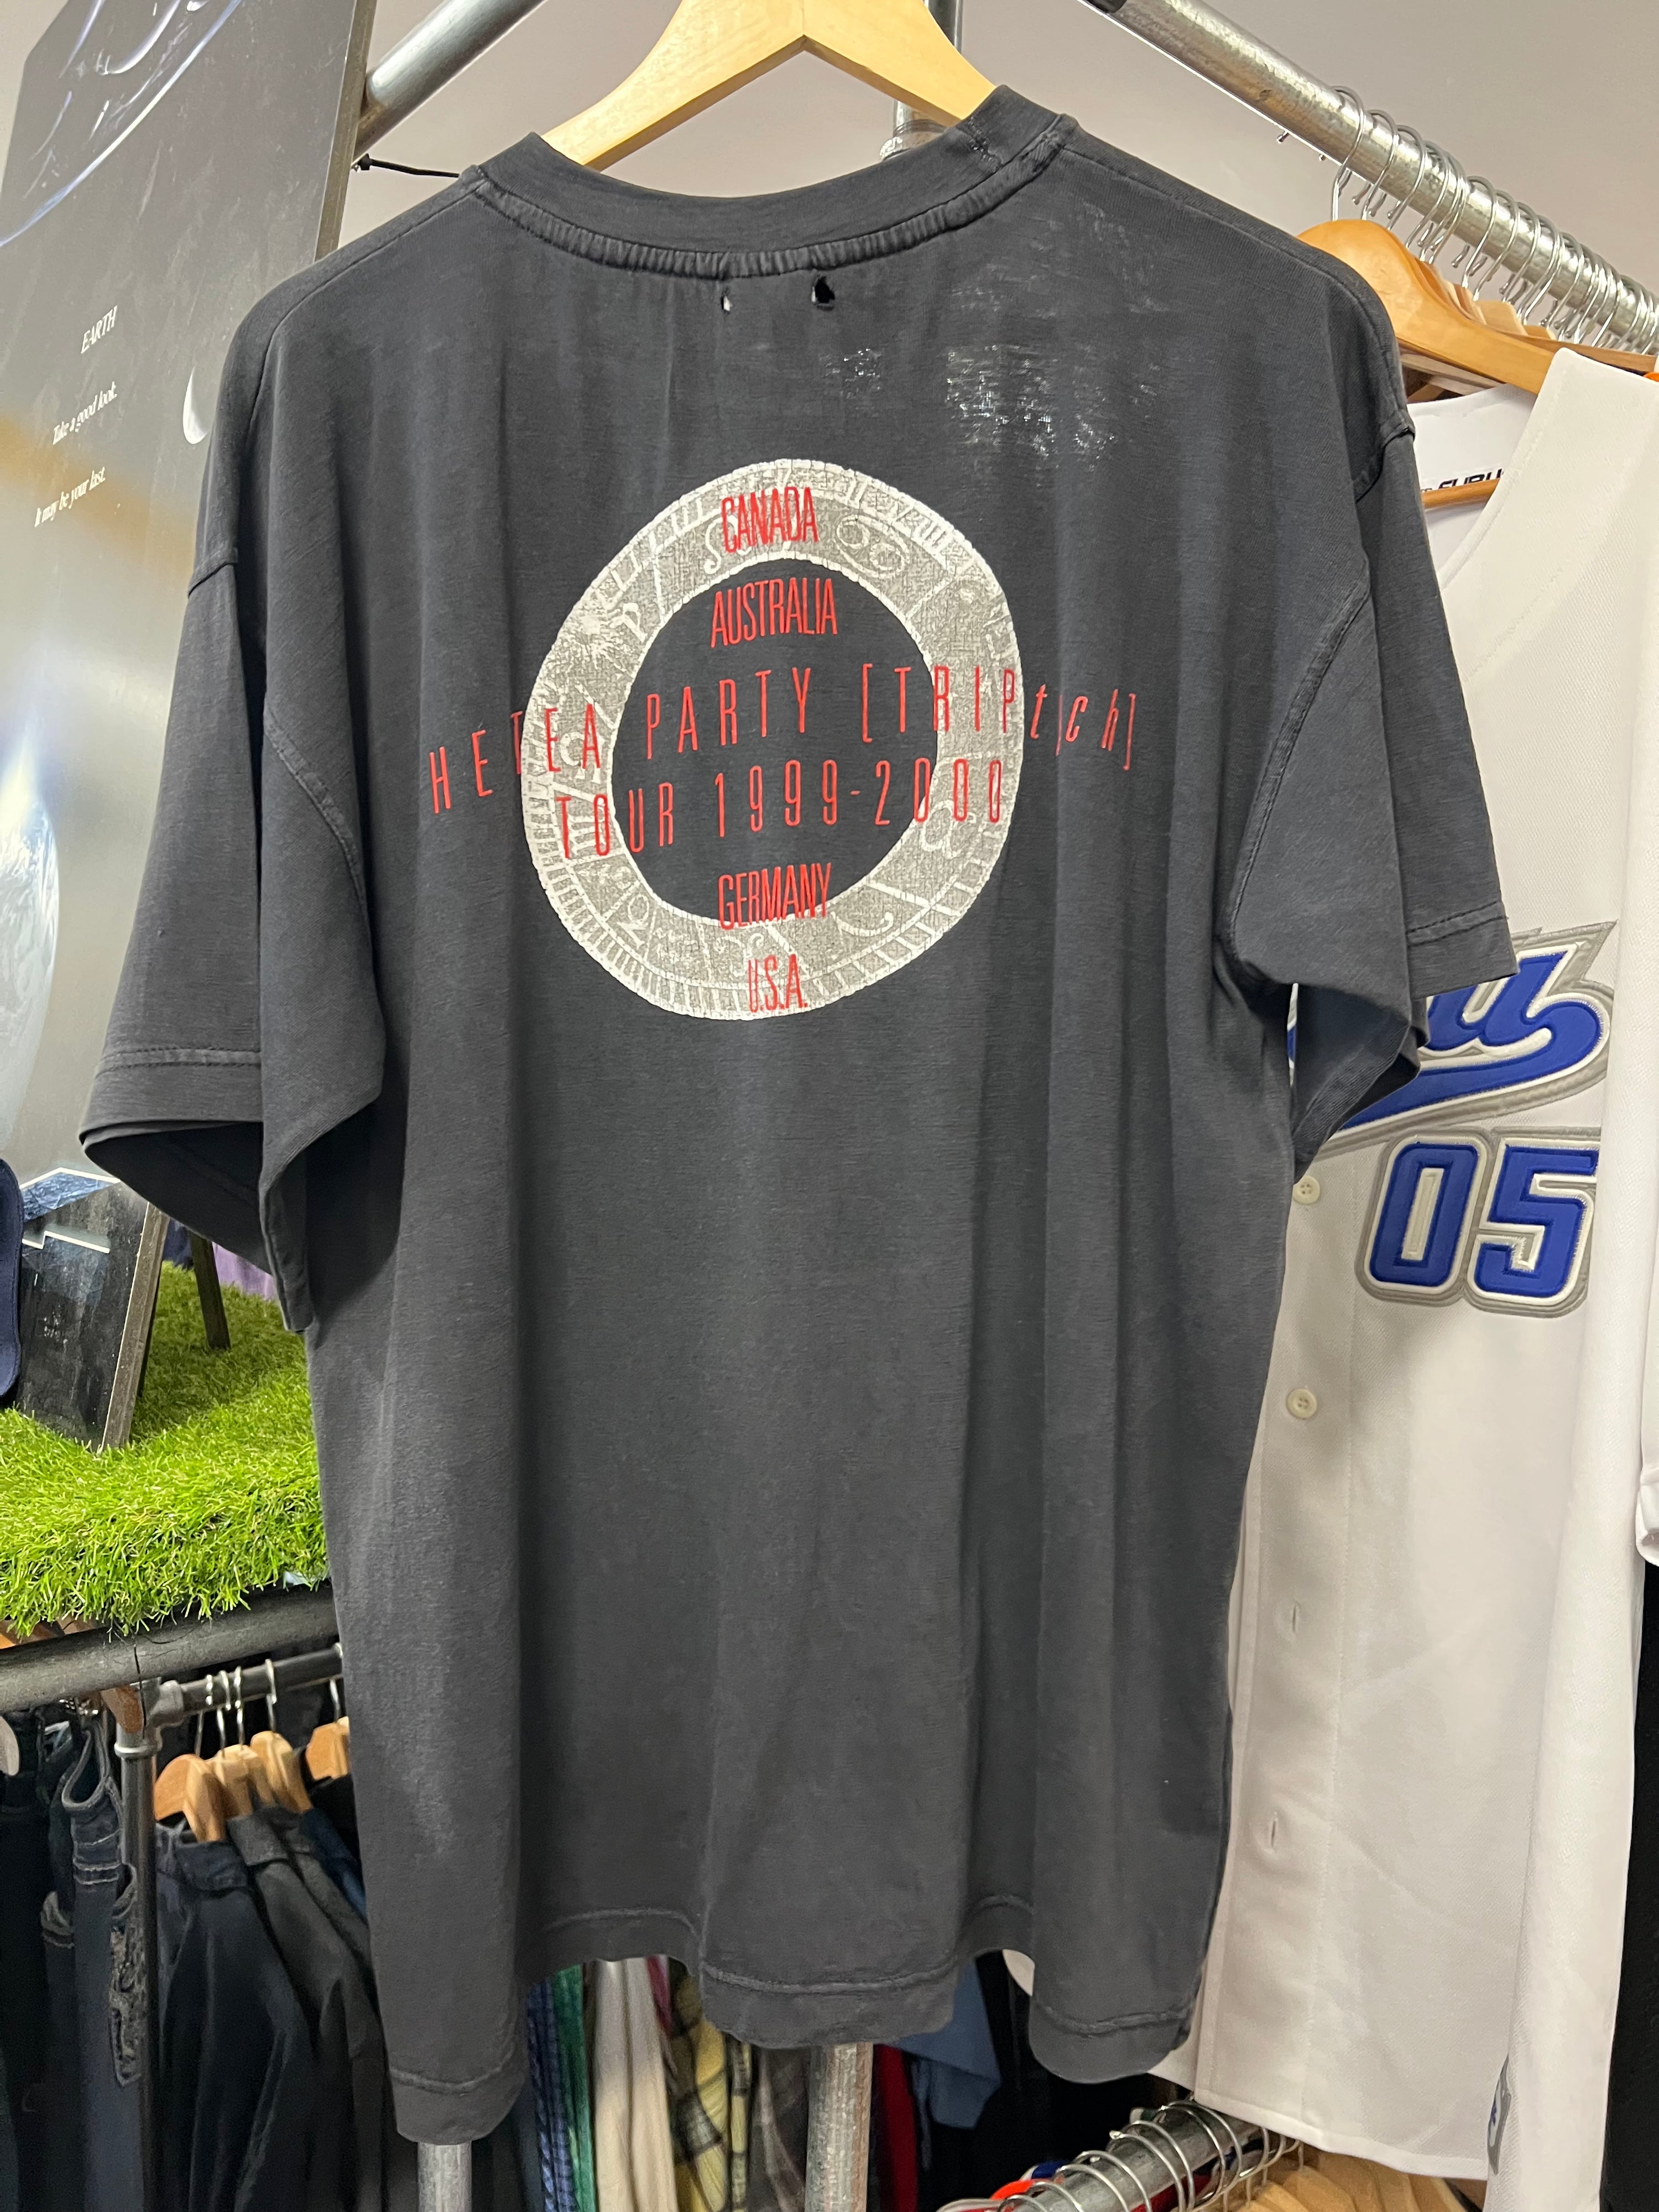 EARTH
Take a good look.
It may be your last.
CANADA
AUSTRALIA
HE TEA PARTY [TRIPtych]
TOUR 1999-2000
GERMANY
U.S.A.
05